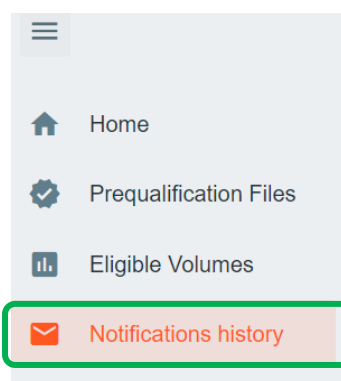 Home
Prequalification Files
Eligible Volumes
Notifications history